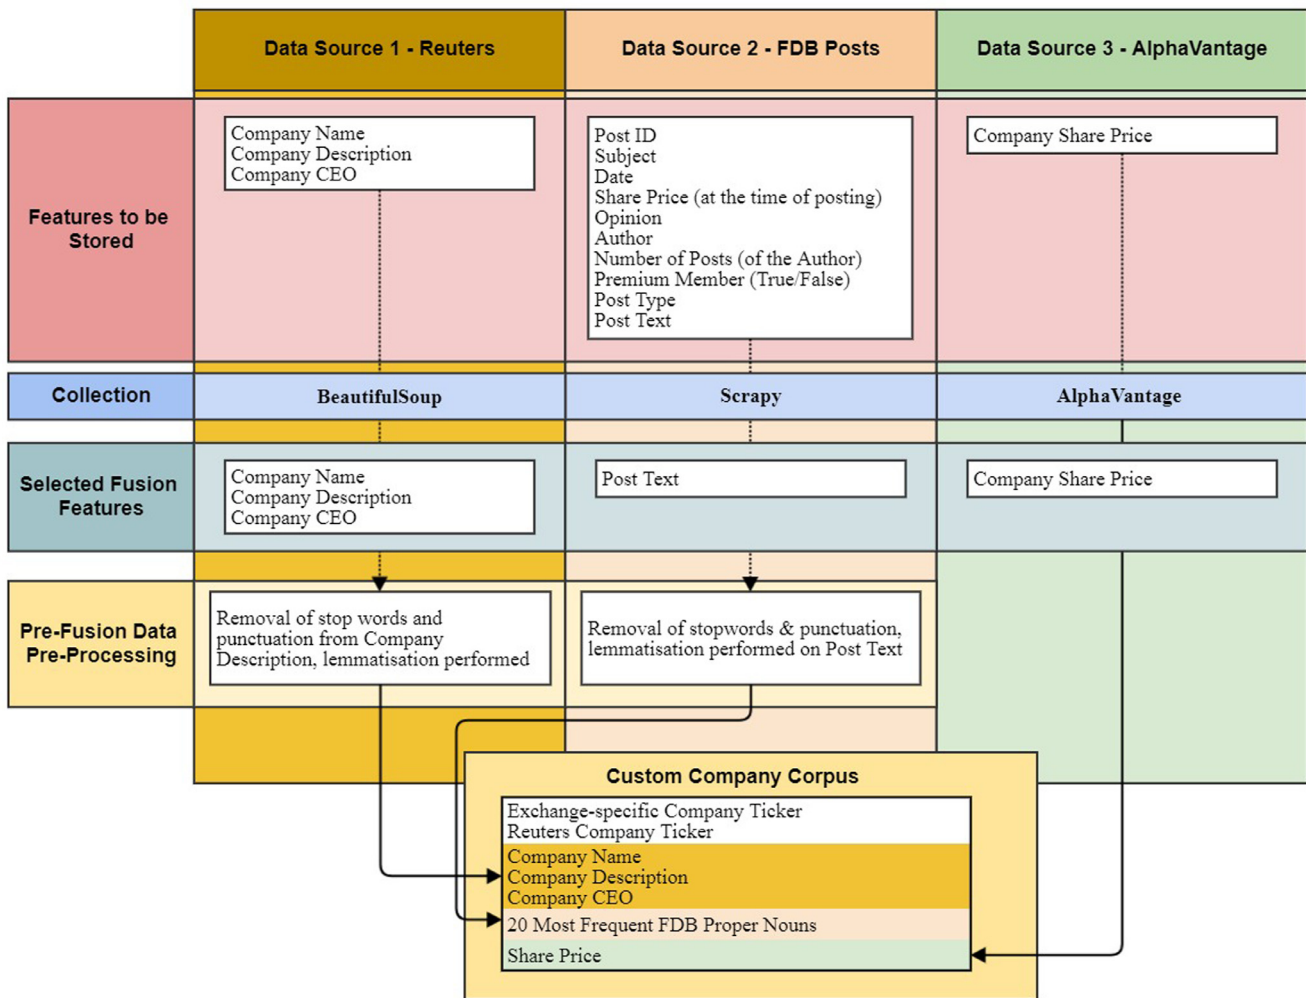 Data Source 1 - Reuters
Data Source 2 - FDB Posts
Data Source 3 - AlphaVantage
Features to be
Stored
Company Name
Company Description
Company CEO
Post ID
Subject
Date
Share Price (at the time of posting)
Opinion
Author
Number of Posts (of the Author)
Premium Member (True/False)
Post Type
Post Text
Company Share Price
Collection
BeautifulSoup
Scrapy
AlphaVantage
Selected Fusion
Features
Company Name
Company Description
Company CEO
Post Text
Company Share Price
Pre-Fusion Data
Pre-Processing
Removal of stop words and
punctuation from Company
Description, lemmatisation performed
Removal of stopwords & punctuation,
lemmatisation performed on Post Text
Custom Company Corpus
Exchange-specific Company Ticker
Reuters Company Ticker
Company Name
Company Description
Company CEO
20 Most Frequent FDB Proper Nouns
Share Price